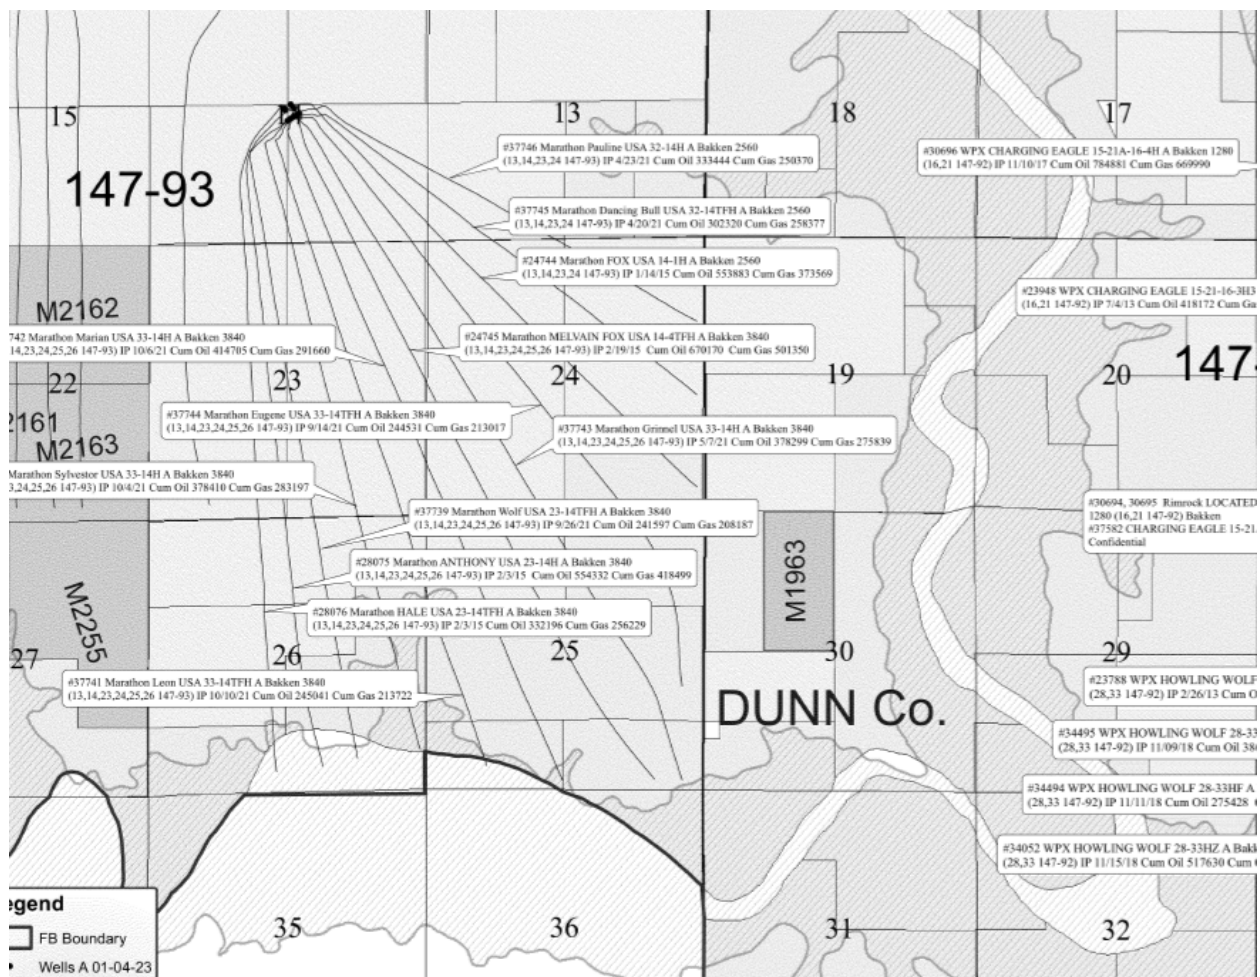 15
13
18
17
147-93
#37746 Marathon Pauline USA 32-14H A Bakken 2560
(13,14,23,24 147-93) IP 4/23/21 Cum Oil 333444 Cum Gas 250370
#30696 WPX CHARGING EAGLE 15-21A-16-4H A Bakken 1280
(16,21 147-92) IP 11/10/17 Cum Oil 784881 Cum Gas 669990
#37745 Marathon Dancing Bull USA 32-14TFH A Bakken 2560
(13,14,23,24 147-93) IP 4/20/21 Cum Oil 302320 Cum Gas 258377
#24744 Marathon FOX USA 14-1H A Bakken 2560
(13,14,23,24 147-93) IP 1/14/15 Cum Oil 553883 Cum Gas 373569
#23948 WPX CHARGING EAGLE 15-21-16-3H3
(16,21 147-92) IP 7/4/13 Cum Oil 418172 Cum Ga
M2162
742 Marathon Marian USA 33-14H A Bakken 3840
14,23,24,25,26 147-93) IP 10/6/21 Cum Oil 414705 Cum Gas 291660
#24745 Marathon MELVAIN FOX USA 14-4TFH A Bakken 3840
(13,14,23,24,25,26 147-93) IP 2/19/15 Cum Oil 670170 Cum Gas 501350
22
23
24
19
20
147-
#37744 Marathon Eugene USA 33-14TFH A Bakken 3840
(13,14,23,24,25,26 147-93) IP 9/14/21 Cum Oil 244531 Cum Gas 213017
2161
M2163
#37743 Marathon Grinnel USA 33-14H A Bakken 3840
(13,14,23,24,25,26 147-93) IP 5/7/21 Cum Oil 378299 Cum Gas 275839
Marathon Sylvestor USA 33-14H A Bakken 3840
3,24,25,26 147-93) IP 10/4/21 Cum Oil 378410 Cum Gas 283197
#37739 Marathon Wolf USA 23-14TFH A Bakken 3840
(13,14,23,24,25,26 147-93) IP 9/26/21 Cum Oil 241597 Cum Gas 208187
#30694, 30695 Rimrock LOCATED
1280 (16,21 147-92) Bakken
#37582 CHARGING EAGLE 15-21
Confidential
#28075 Marathon ANTHONY USA 23-14H A Bakken 3840
(13,14,23,24,25,26 147-93) IP 2/3/15 Cum Oil 554332 Cum Gas 418499
M1963
M2255
#28076 Marathon HALE USA 23-14TFH A Bakken 3840
(13,14,23,24,25,26 147-93) IP 2/3/15 Cum Oil 332196 Cum Gas 256229
27
26
25
30
29
#37741 Marathon Leon USA 33-14TFH A Bakken 3840
(13,14,23,24,25,26 147-93) IP 10/10/21 Cum Oil 245041 Cum Gas 213722
#23788 WPX HOWLING WOLF
(28,33 147-92) IP 2/26/13 Cum O
DUNN Co.
#34495 WPX HOWLING WOLF 28-33
(28,33 147-92) IP 11/09/18 Cum Oil 38
#34494 WPX HOWLING WOLF 28-33HF A
(28,33 147-92) IP 11/11/18 Cum Oil 275428
#34052 WPX HOWLING WOLF 28-33HZ A Bakk
(28,33 147-92) IP 11/15/18 Cum Oil 517630 Cum
egend
FB Boundary
Wells A 01-04-23
35
36
31
32